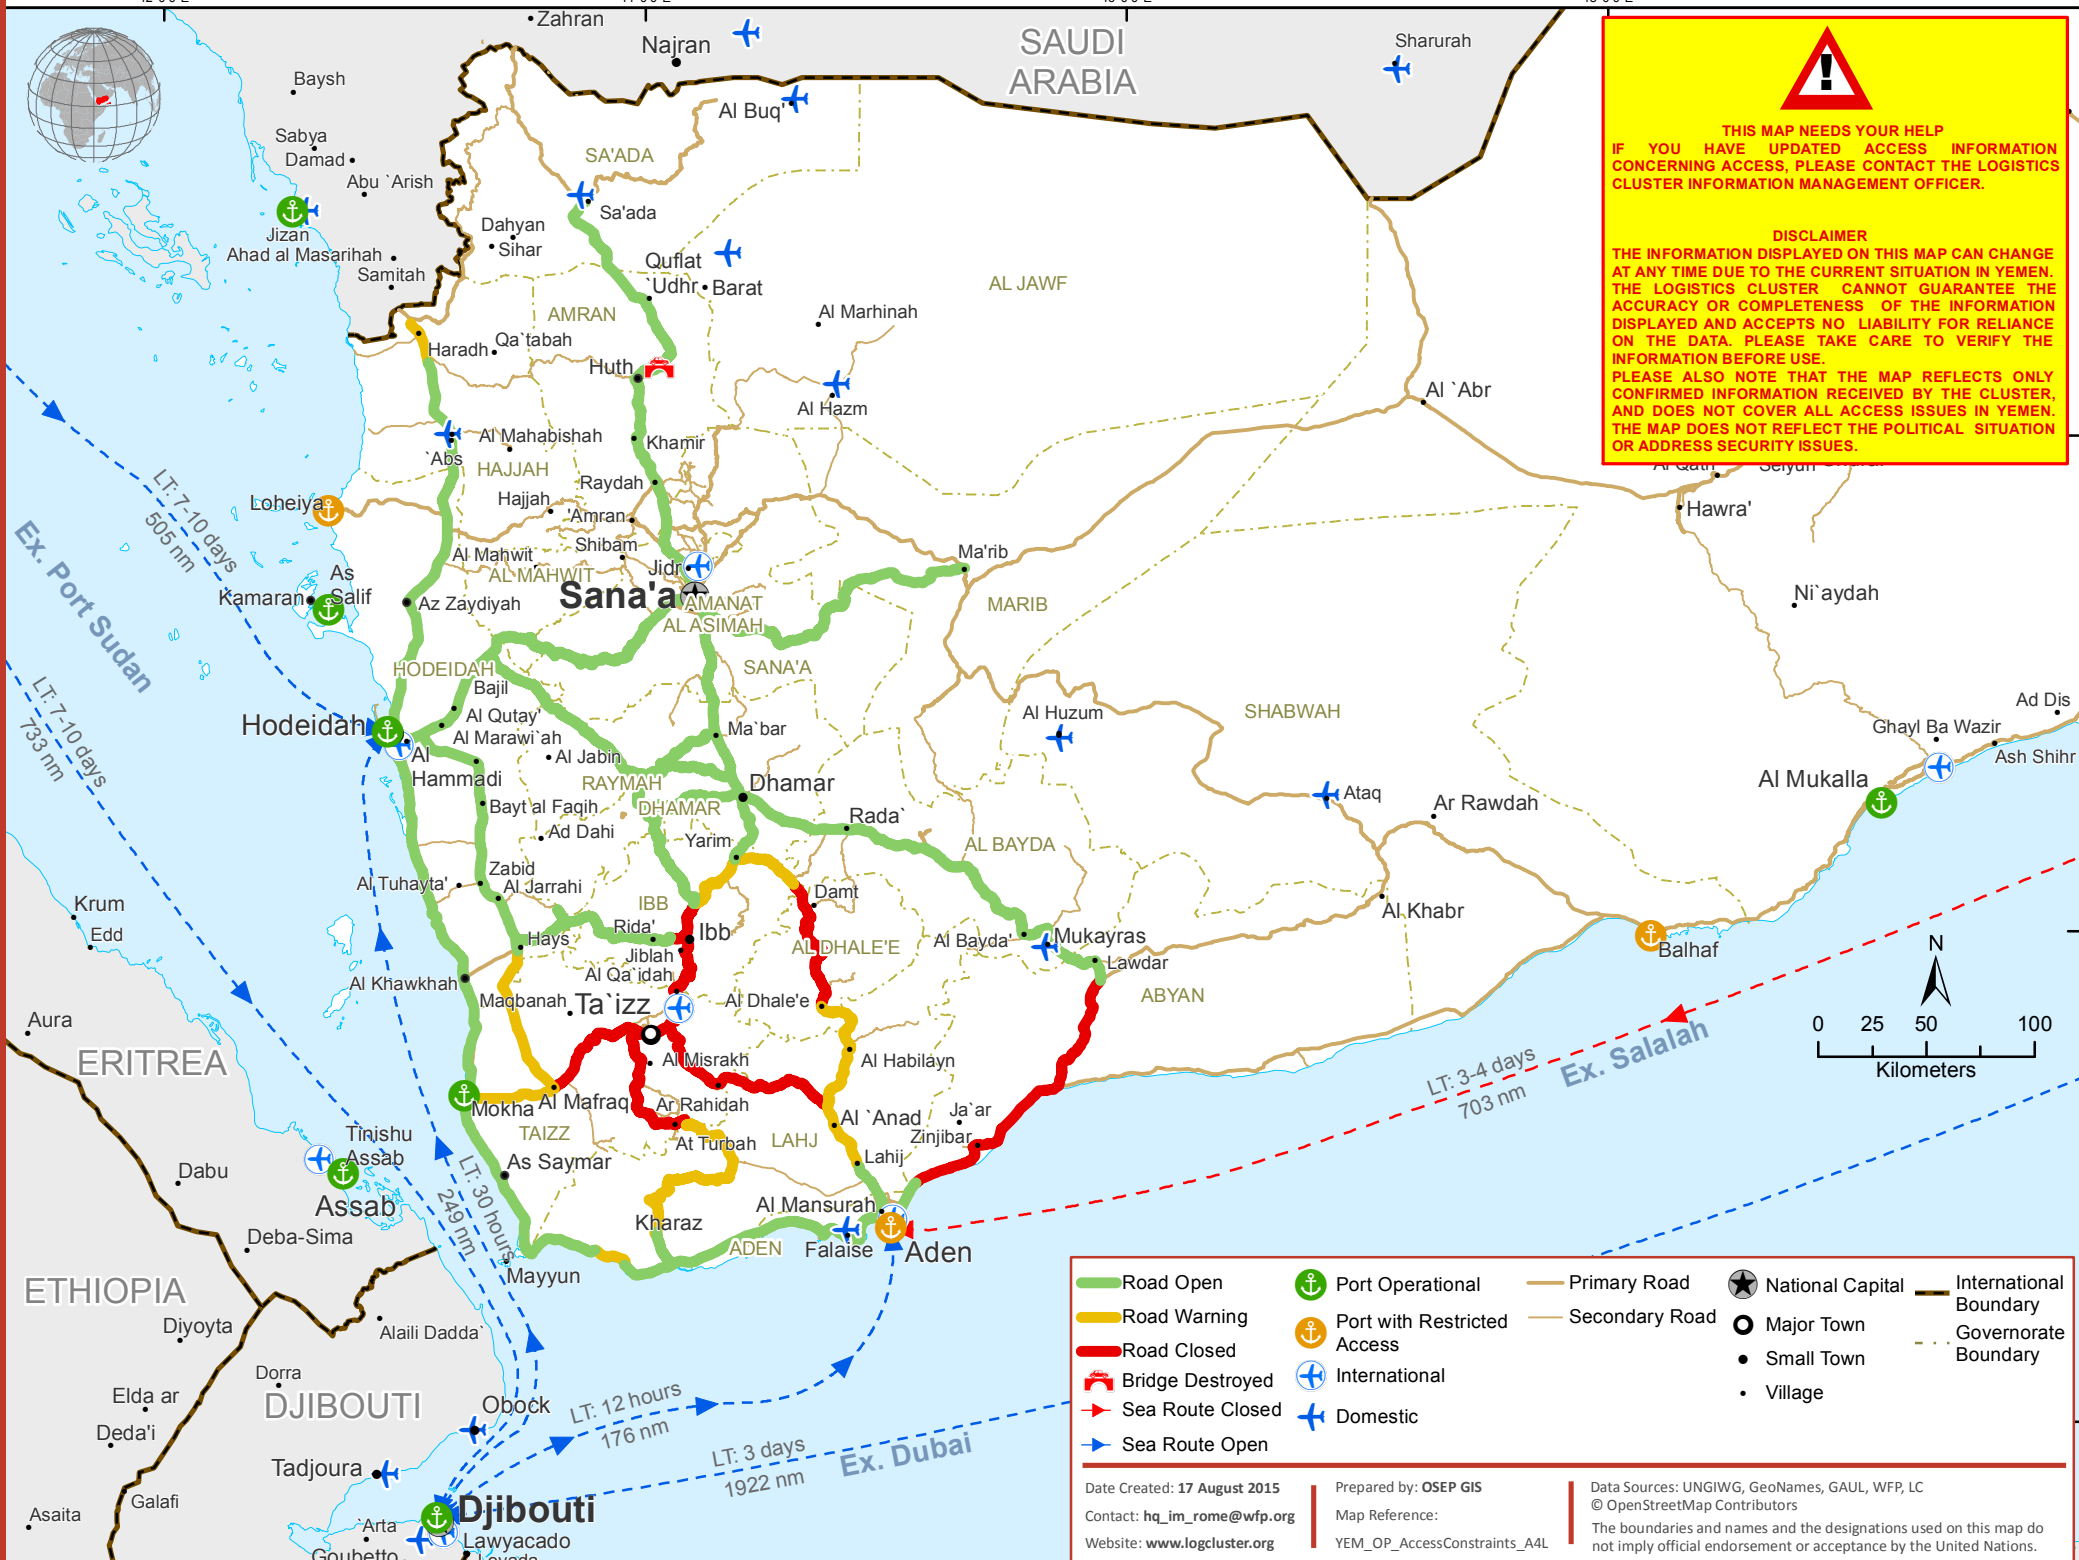 Zahran
Najran
SAUDI
ARABIA
Sharurah
Baysh
Al Buq'
Sabya
Damad
Abu `Arish
SA'ADA
Sa'ada
Jizan
Ahad al Masarihah
Samitah
Dahyan
Sihar
Quflat
`Udhr
Barat
AL JAWF
AMRAN
Al Marhinah
Haradh
Qa`tabah
Huth
Al Hazm
Al `Abr
Al Mahabishah
`Abs
HAJJAH
Khamir
Raydah
Loheiya
Hajjah
'Amran
Hawra'
Al Mahwit
Shibam
AL MAHWIT
Jidr
Ma'rib
As
Salif
Kamaran
Az Zaydiyah
Sana'a
AMANAT
AL ASIMAH
MARIB
Ni`aydah
HODEIDAH
SANA'A
Bajil
Al Qutay'
Al Marawi`ah
Hodeidah
Al
Hammadi
Al Jabin
Ma`bar
Al Huzum
SHABWAH
Ad Dis
Ghayl Ba Wazir
Ash Shihr
Al Mukalla
RAYMAH
DHAMAR
Dhamar
Bayt al Faqih
Ad Dahi
Rada`
Ataq
Ar Rawdah
Yarim
AL BAYDA
Zabid
Al Tuhayta'
Al Jarrahi
Damt
Al Khabr
IBB
Rida'
Ibb
Hays
Jiblah
Al Qa`idah
AL DHALE'E
Al Bayda'
Mukayras
Lawdar
Balhaf
Al Khawkhah
Maqbanah
Ta`izz
Al Dhale'e
ABYAN
Al Misrakh
Al Habilayn
Mokha
Al Mafraq
Ar Rahidah
TAIZZ
At Turbah
LAHJ
Al `Anad
Ja`ar
Zinjibar
Lahij
As Saymar
Al Mansurah
Kharaz
ADEN
Falaise
Aden
Mayyun
Krum
Edd
Aura
ERITREA
Tinishu
Assab
Assab
Dabu
Deba-Sima
ETHIOPIA
Diyoyta
Alaili Dadda`
Dorra
Elda ar
DJIBOUTI
Obock
Deda'i
Tadjoura
Galafi
Asaita
Djibouti
`Arta
Lawyacado
Goubetto
Ex. Port Sudan
LT: 7-10 days
505 nm
LT: 7-10 days
733 nm
LT: 30 hours
249 nm
LT: 12 hours
176 nm
LT: 3 days
1922 nm
Ex. Dubai
LT: 3-4 days
703 nm
Ex. Salalah
N
0 25 50 100
Kilometers
!
THIS MAP NEEDS YOUR HELP
IF YOU HAVE UPDATED ACCESS INFORMATION
CONCERNING ACCESS, PLEASE CONTACT THE LOGISTICS
CLUSTER INFORMATION MANAGEMENT OFFICER.
DISCLAIMER
THE INFORMATION DISPLAYED ON THIS MAP CAN CHANGE
AT ANY TIME DUE TO THE CURRENT SITUATION IN YEMEN.
THE LOGISTICS CLUSTER CANNOT GUARANTEE THE
ACCURACY OR COMPLETENESS OF THE INFORMATION
DISPLAYED AND ACCEPTS NO LIABILITY FOR RELIANCE
ON THE DATA. PLEASE TAKE CARE TO VERIFY THE
INFORMATION BEFORE USE.
PLEASE ALSO NOTE THAT THE MAP REFLECTS ONLY
CONFIRMED INFORMATION RECEIVED BY THE CLUSTER,
AND DOES NOT COVER ALL ACCESS ISSUES IN YEMEN.
THE MAP DOES NOT REFLECT THE POLITICAL SITUATION
OR ADDRESS SECURITY ISSUES.
Road Open
Road Warning
Road Closed
Bridge Destroyed
Sea Route Closed
Sea Route Open
Port Operational
Port with Restricted
Access
International
Domestic
Primary Road
Secondary Road
National Capital
Major Town
Small Town
Village
International
Boundary
Governorate
Boundary
Date Created: 17 August 2015
Contact: hq_im_rome@wfp.org
Website: www.logcluster.org
Prepared by: OSEP GIS
Map Reference:
YEM_OP_AccessConstraints_A4L
Data Sources: UNGIWG, GeoNames, GAUL, WFP, LC
© OpenStreetMap Contributors
The boundaries and names and the designations used on this map do
not imply official endorsement or acceptance by the United Nations.